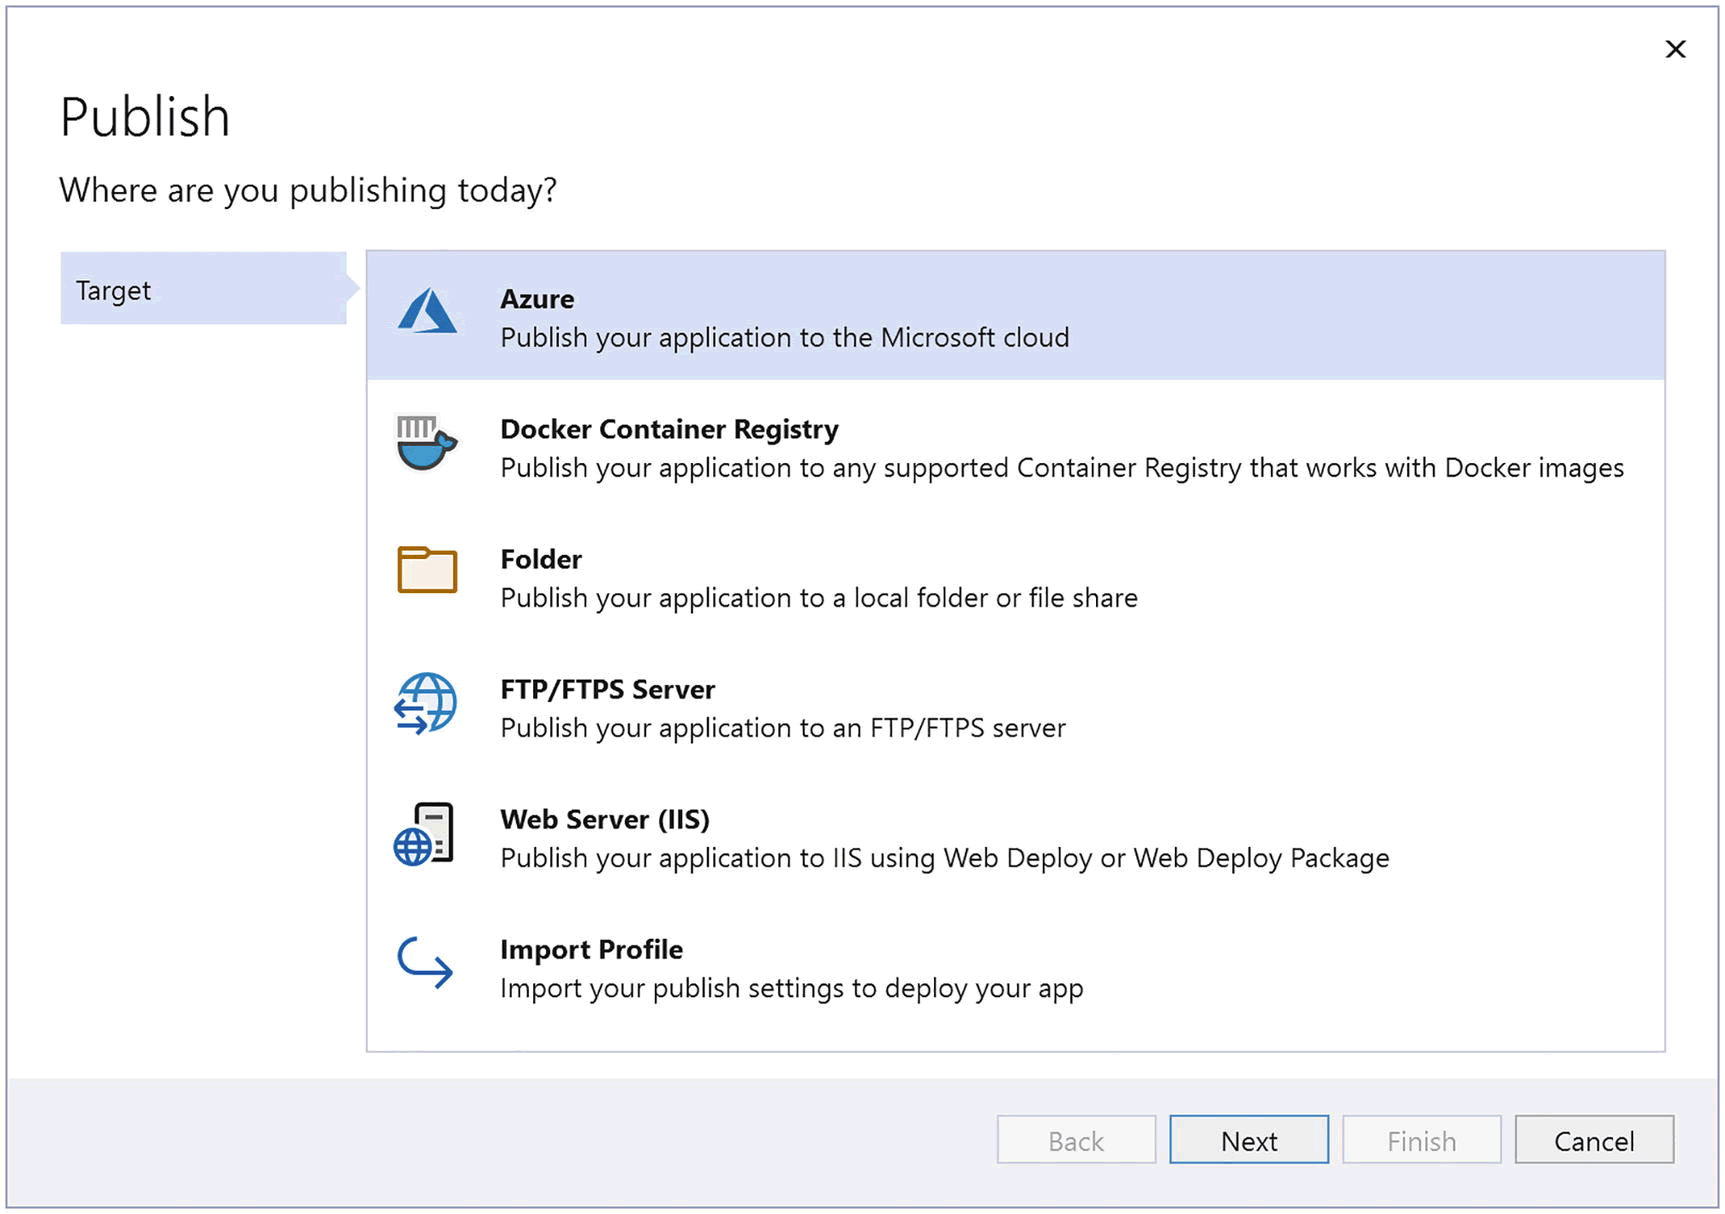 Publish
Where are you publishing today?
Target
Azure
Publish your application to the Microsoft cloud
Docker Container Registry
Publish your application to any supported Container Registry that works with Docker images
Folder
Publish your application to a local folder or file share
FTP/FTPS Server
Publish your application to an FTP/FTPS server
Web Server (IIS)
Publish your application to IIS using Web Deploy or Web Deploy Package
Import Profile
Import your publish settings to deploy your app
Back
Next
Finish
Cancel